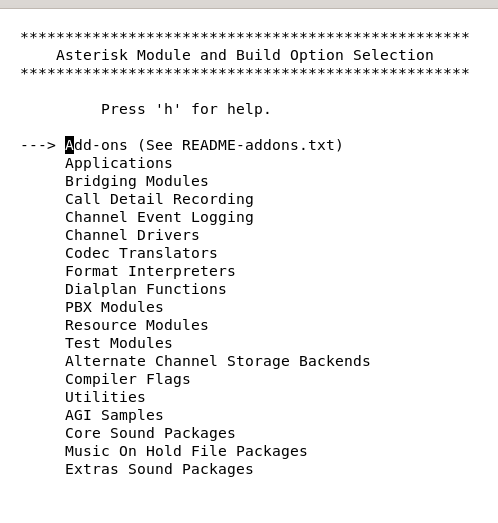 **************************************************
Asterisk Module and Build Option Selection
**************************************************
Press 'h' for help.
---> Add-ons (See README-addons.txt)
Applications
Bridging Modules
Call Detail Recording
Channel Event Logging
Channel Drivers
Codec Translators
Format Interpreters
Dialplan Functions
PBX Modules
Resource Modules
Test Modules
Alternate Channel Storage Backends
Compiler Flags
Utilities
AGI Samples
Core Sound Packages
Music On Hold File Packages
Extras Sound Packages